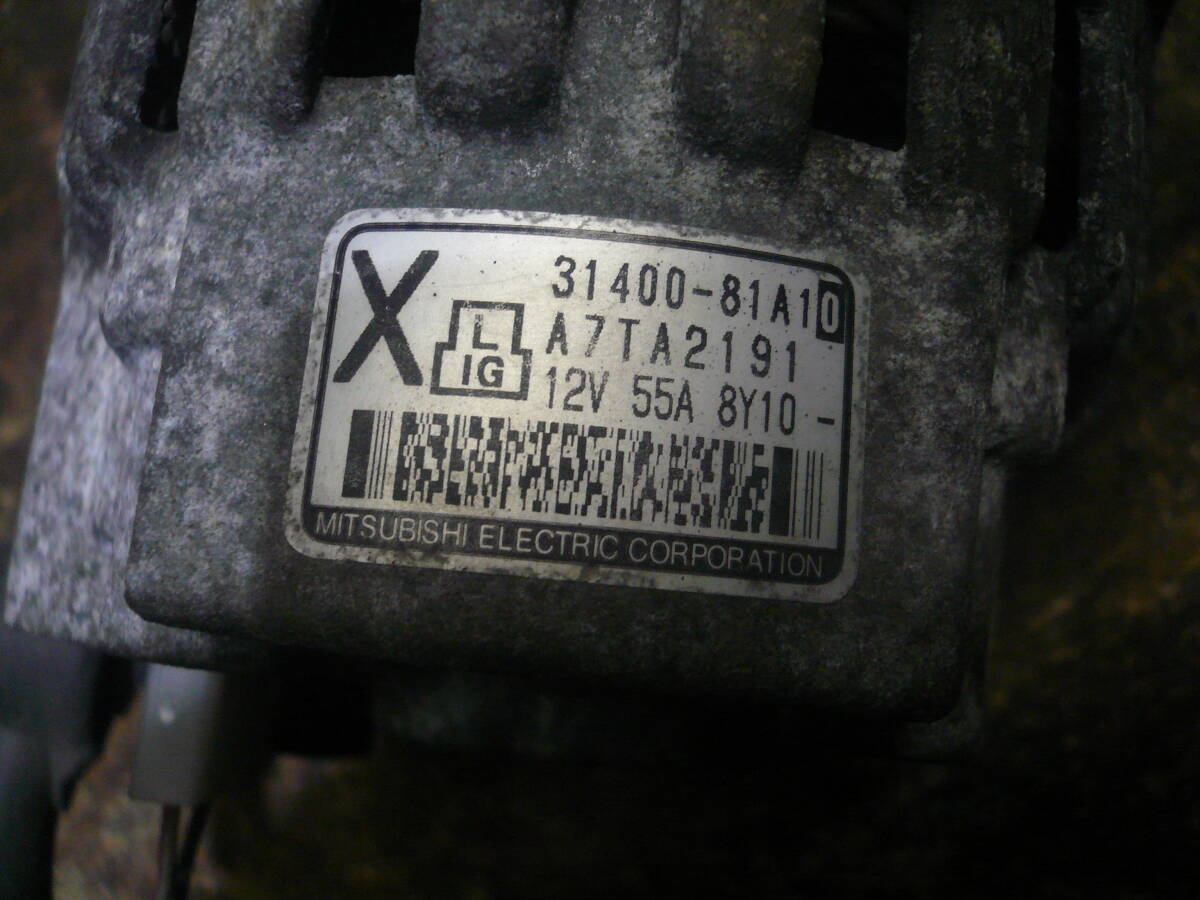 X
31400-81A10
L
A7TA2191
IG
12V 55A 8Y10 -
MITSUBISHI ELECTRIC CORPORATION